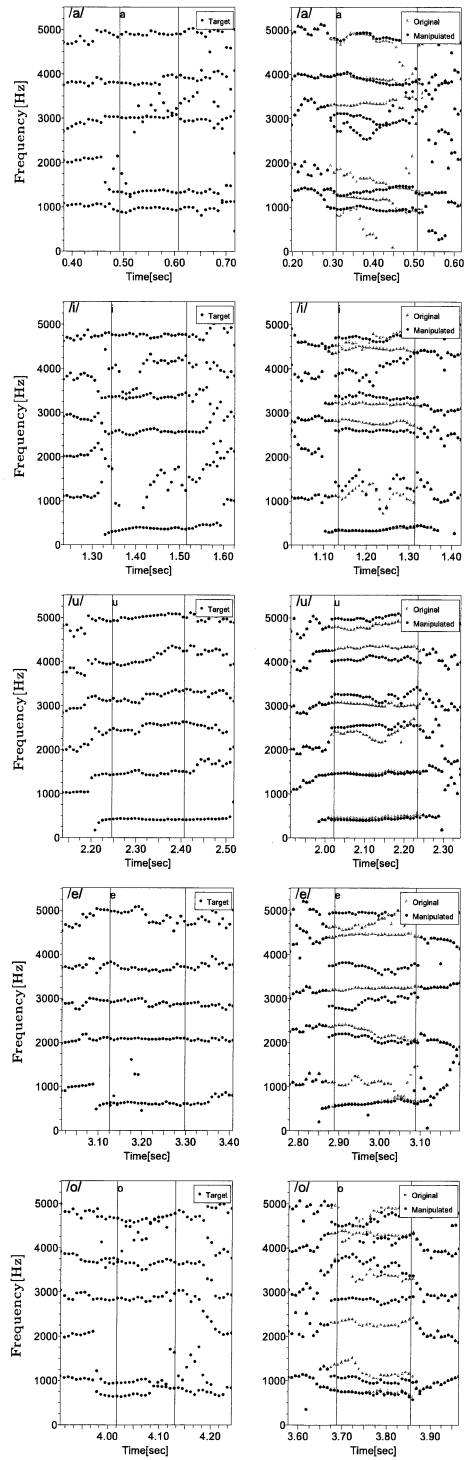 /a/
a
Target
5000
4000
3000
2000
1000
0
Frequency[Hz]
0.40 0.50 0.60 0.70
Time[sec]
/a/
a
Original
Manipulated
5000
4000
3000
2000
1000
0
0.20 0.30 0.40 0.50 0.60
Time[sec]
/i/
i
Target
5000
4000
3000
2000
1000
0
Frequency[Hz]
1.30 1.40 1.50 1.60
Time[sec]
/i/
i
Original
Manipulated
5000
4000
3000
2000
1000
0
1.10 1.20 1.30 1.40
Time[sec]
/u/
u
Target
5000
4000
3000
2000
1000
0
Frequency[Hz]
2.20 2.30 2.40 2.50
Time[sec]
/u/
u
Original
Manipulated
5000
4000
3000
2000
1000
0
2.00 2.10 2.20 2.30
Time[sec]
/e/
e
Target
5000
4000
3000
2000
1000
0
Frequency[Hz]
3.10 3.20 3.30 3.40
Time[sec]
/e/
e
Original
Manipulated
5000
4000
3000
2000
1000
0
2.80 2.90 3.00 3.10
Time[sec]
/o/
o
Target
5000
4000
3000
2000
1000
0
Frequency[Hz]
4.00 4.10 4.20
Time[sec]
/o/
o
Original
Manipulated
5000
4000
3000
2000
1000
0
3.60 3.70 3.80 3.90
Time[sec]